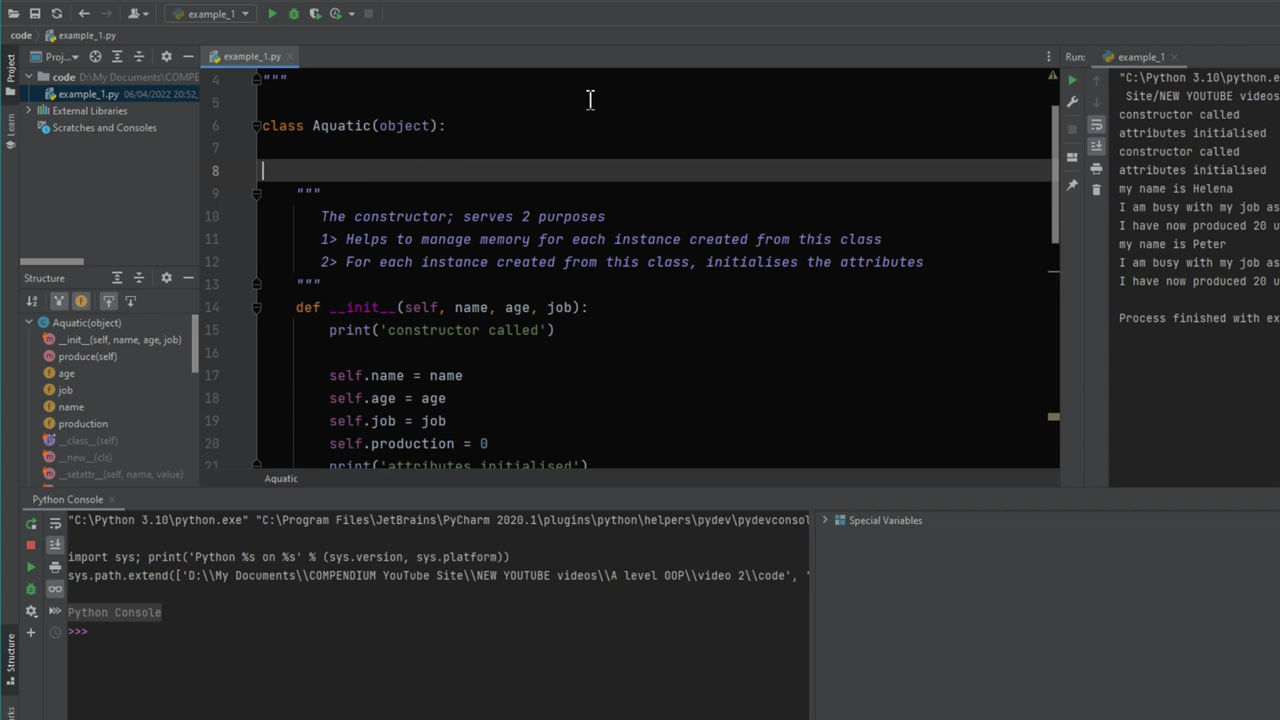 example_1
code
example_1.py
Proj...
example_1.py
Run:
example_1
Project
Learn
code D:\My Documents\COMPE
example_1.py 06/04/2022 20:52,
External Libraries
Scratches and Consoles
4 """
5
6 class Aquatic(object):
7
8
9 """
10 The constructor; serves 2 purposes
11 1> Helps to manage memory for each instance created from this class
12 2> For each instance created from this class, initialises the attributes
13 """
14 def __init__(self, name, age, job):
15 print('constructor called')
16
17 self.name = name
18 self.age = age
19 self.job = job
20 self.production = 0
21 print('attributes initialised')
Aquatic
"C:\Python 3.10\python.e
Site/NEW YOUTUBE videos
constructor called
attributes initialised
constructor called
attributes initialised
my name is Helena
I am busy with my job as
I have now produced 20 u
my name is Peter
I am busy with my job as
I have now produced 20 u
Process finished with ex
Structure
Aquatic(object)
__init__(self, name, age, job)
produce(self)
age
job
name
production
__class__(self)
__new__(cls)
__setattr__(self, name, value)
Python Console
"C:\Python 3.10\python.exe" "C:\Program Files\JetBrains\PyCharm 2020.1\plugins\python\helpers\pydev\pydevconsol
import sys; print('Python %s on %s' % (sys.version, sys.platform))
sys.path.extend(['D:\\My Documents\\COMPENDIUM YouTube Site\\NEW YOUTUBE videos\\A level OOP\\video 2\\code', '
Python Console
>>>
Special Variables
Structure